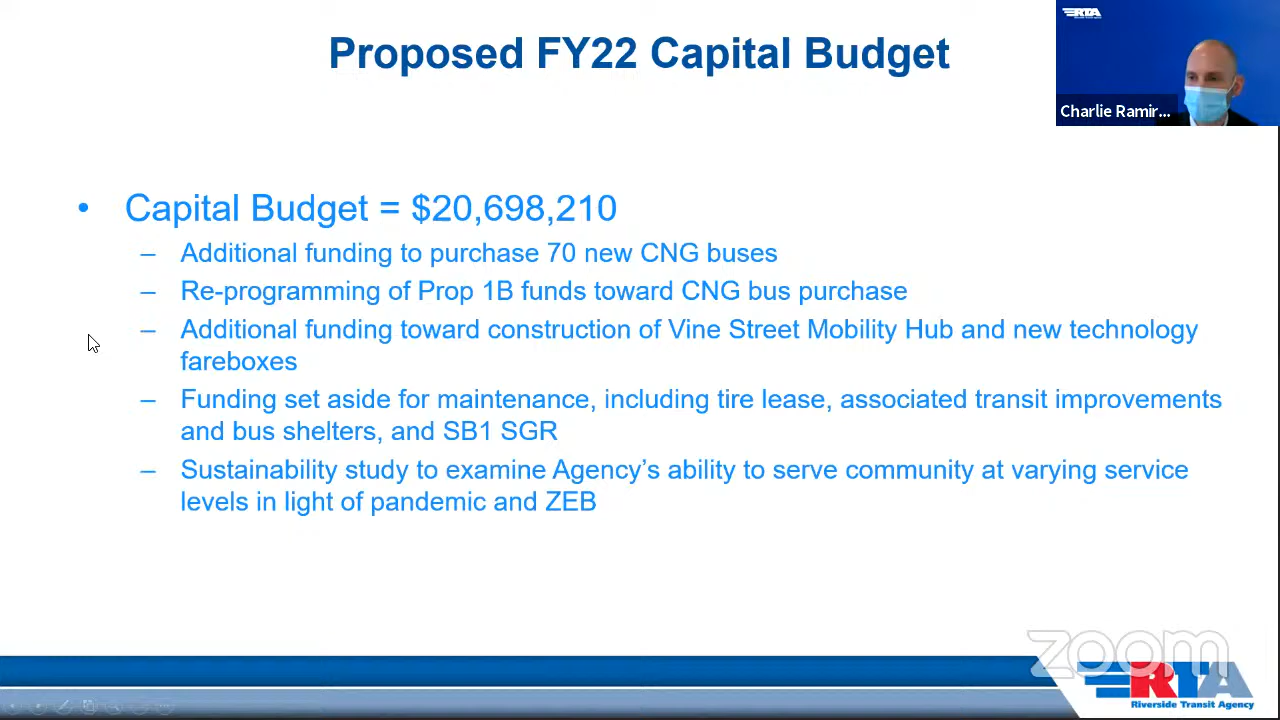 Proposed FY22 Capital Budget
RTA
Charlie Ramir...
• Capital Budget = $20,698,210
– Additional funding to purchase 70 new CNG buses
– Re-programming of Prop 1B funds toward CNG bus purchase
– Additional funding toward construction of Vine Street Mobility Hub and new technology
fareboxes
– Funding set aside for maintenance, including tire lease, associated transit improvements
and bus shelters, and SB1 SGR
– Sustainability study to examine Agency’s ability to serve community at varying service
levels in light of pandemic and ZEB
zoom
RTA
Riverside Transit Agency